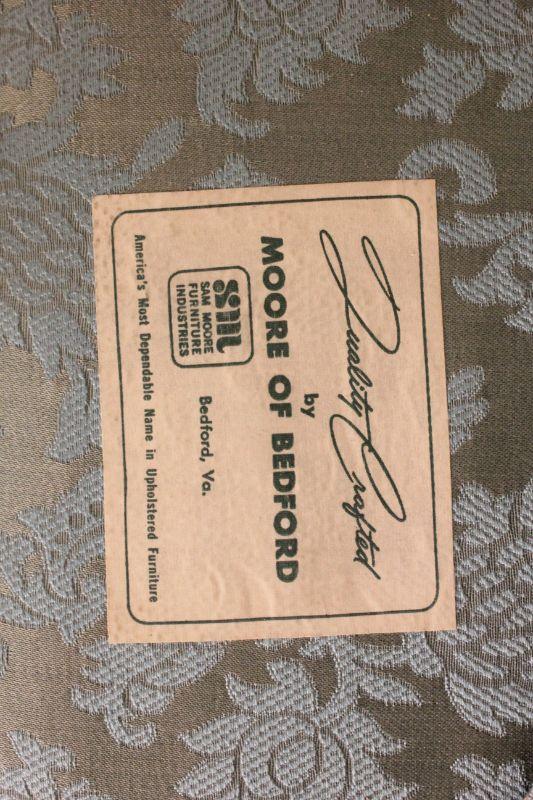 Quality Crafted
by
MOORE OF BEDFORD
sm
SAM MOORE
FURNITURE
INDUSTRIES
Bedford, Va.
America's Most Dependable Name in Upholstered Furniture